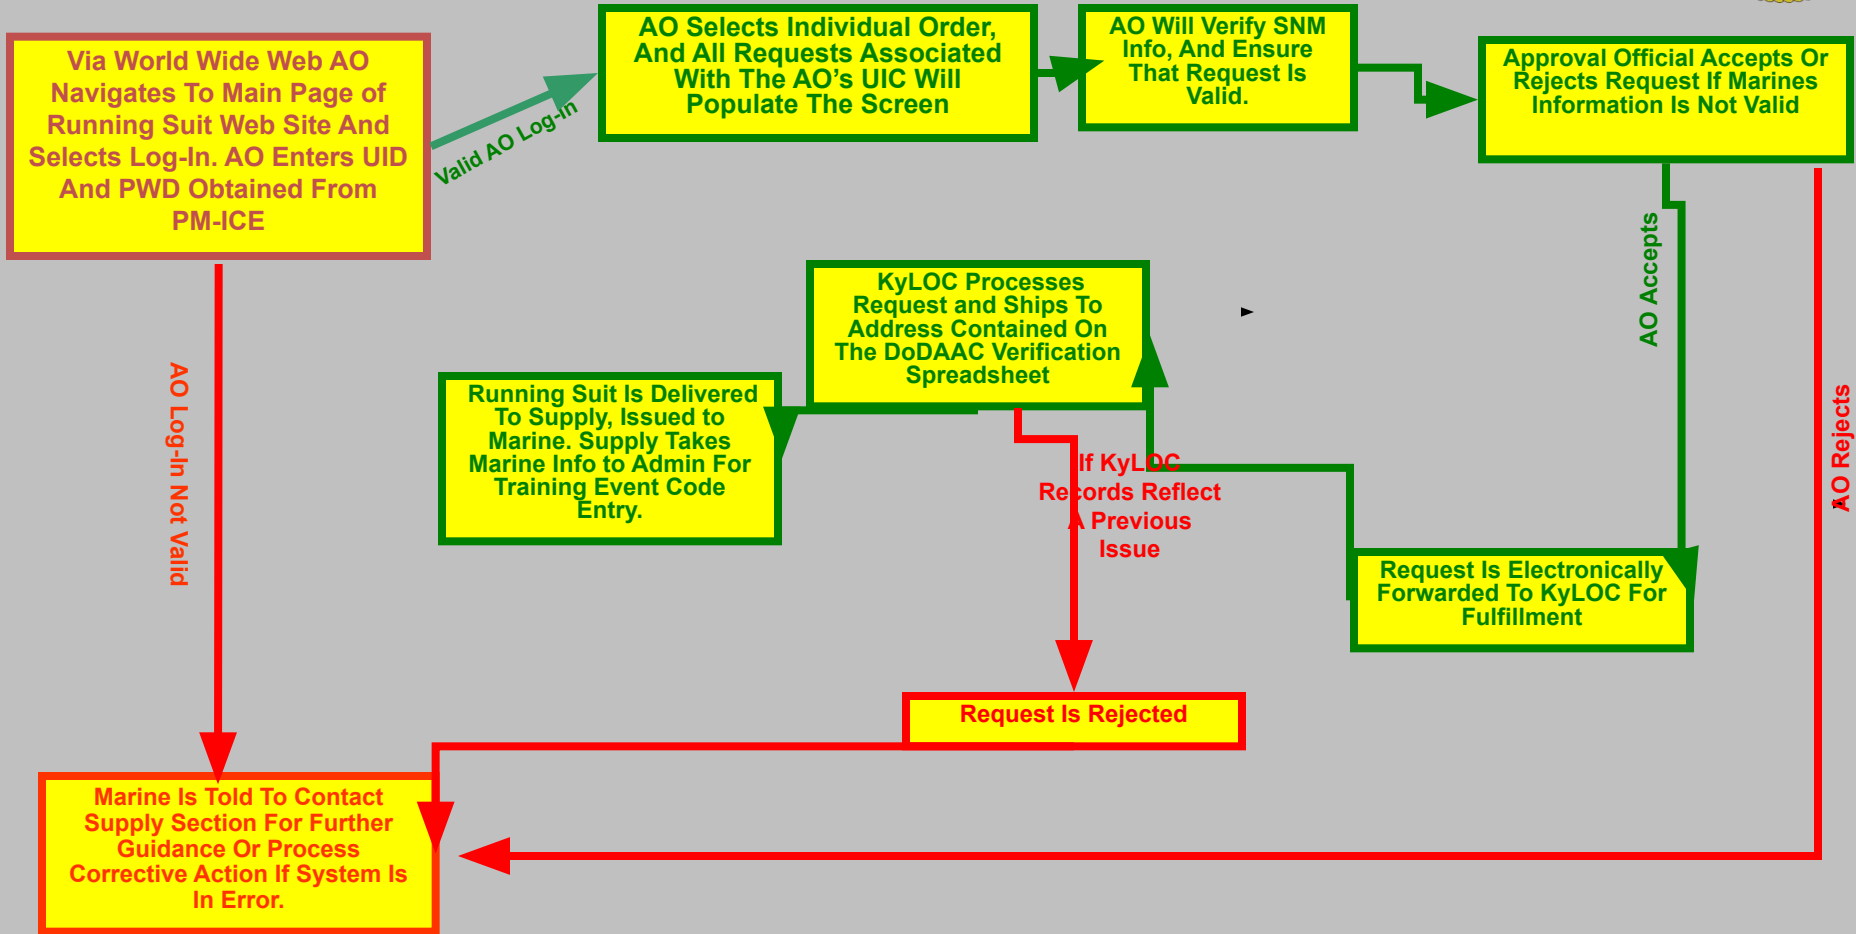 Via World Wide Web AO
Navigates To Main Page of
Running Suit Web Site And
Selects Log-In. AO Enters UID
And PWD Obtained From
PM-ICE
Valid AO Log-in
AO Selects Individual Order,
And All Requests Associated
With The AO’s UIC Will
Populate The Screen
AO Will Verify SNM
Info, And Ensure
That Request Is
Valid.
Approval Official Accepts Or
Rejects Request If Marines
Information Is Not Valid
AO Accepts
AO Rejects
KyLOC Processes
Request and Ships To
Address Contained On
The DoDAAC Verification
Spreadsheet
Running Suit Is Delivered
To Supply, Issued to
Marine. Supply Takes
Marine Info to Admin For
Training Event Code
Entry.
AO Log-In Not Valid
If KyLOC
Records Reflect
A Previous
Issue
Request Is Electronically
Forwarded To KyLOC For
Fulfillment
Request Is Rejected
Marine Is Told To Contact
Supply Section For Further
Guidance Or Process
Corrective Action If System Is
In Error.